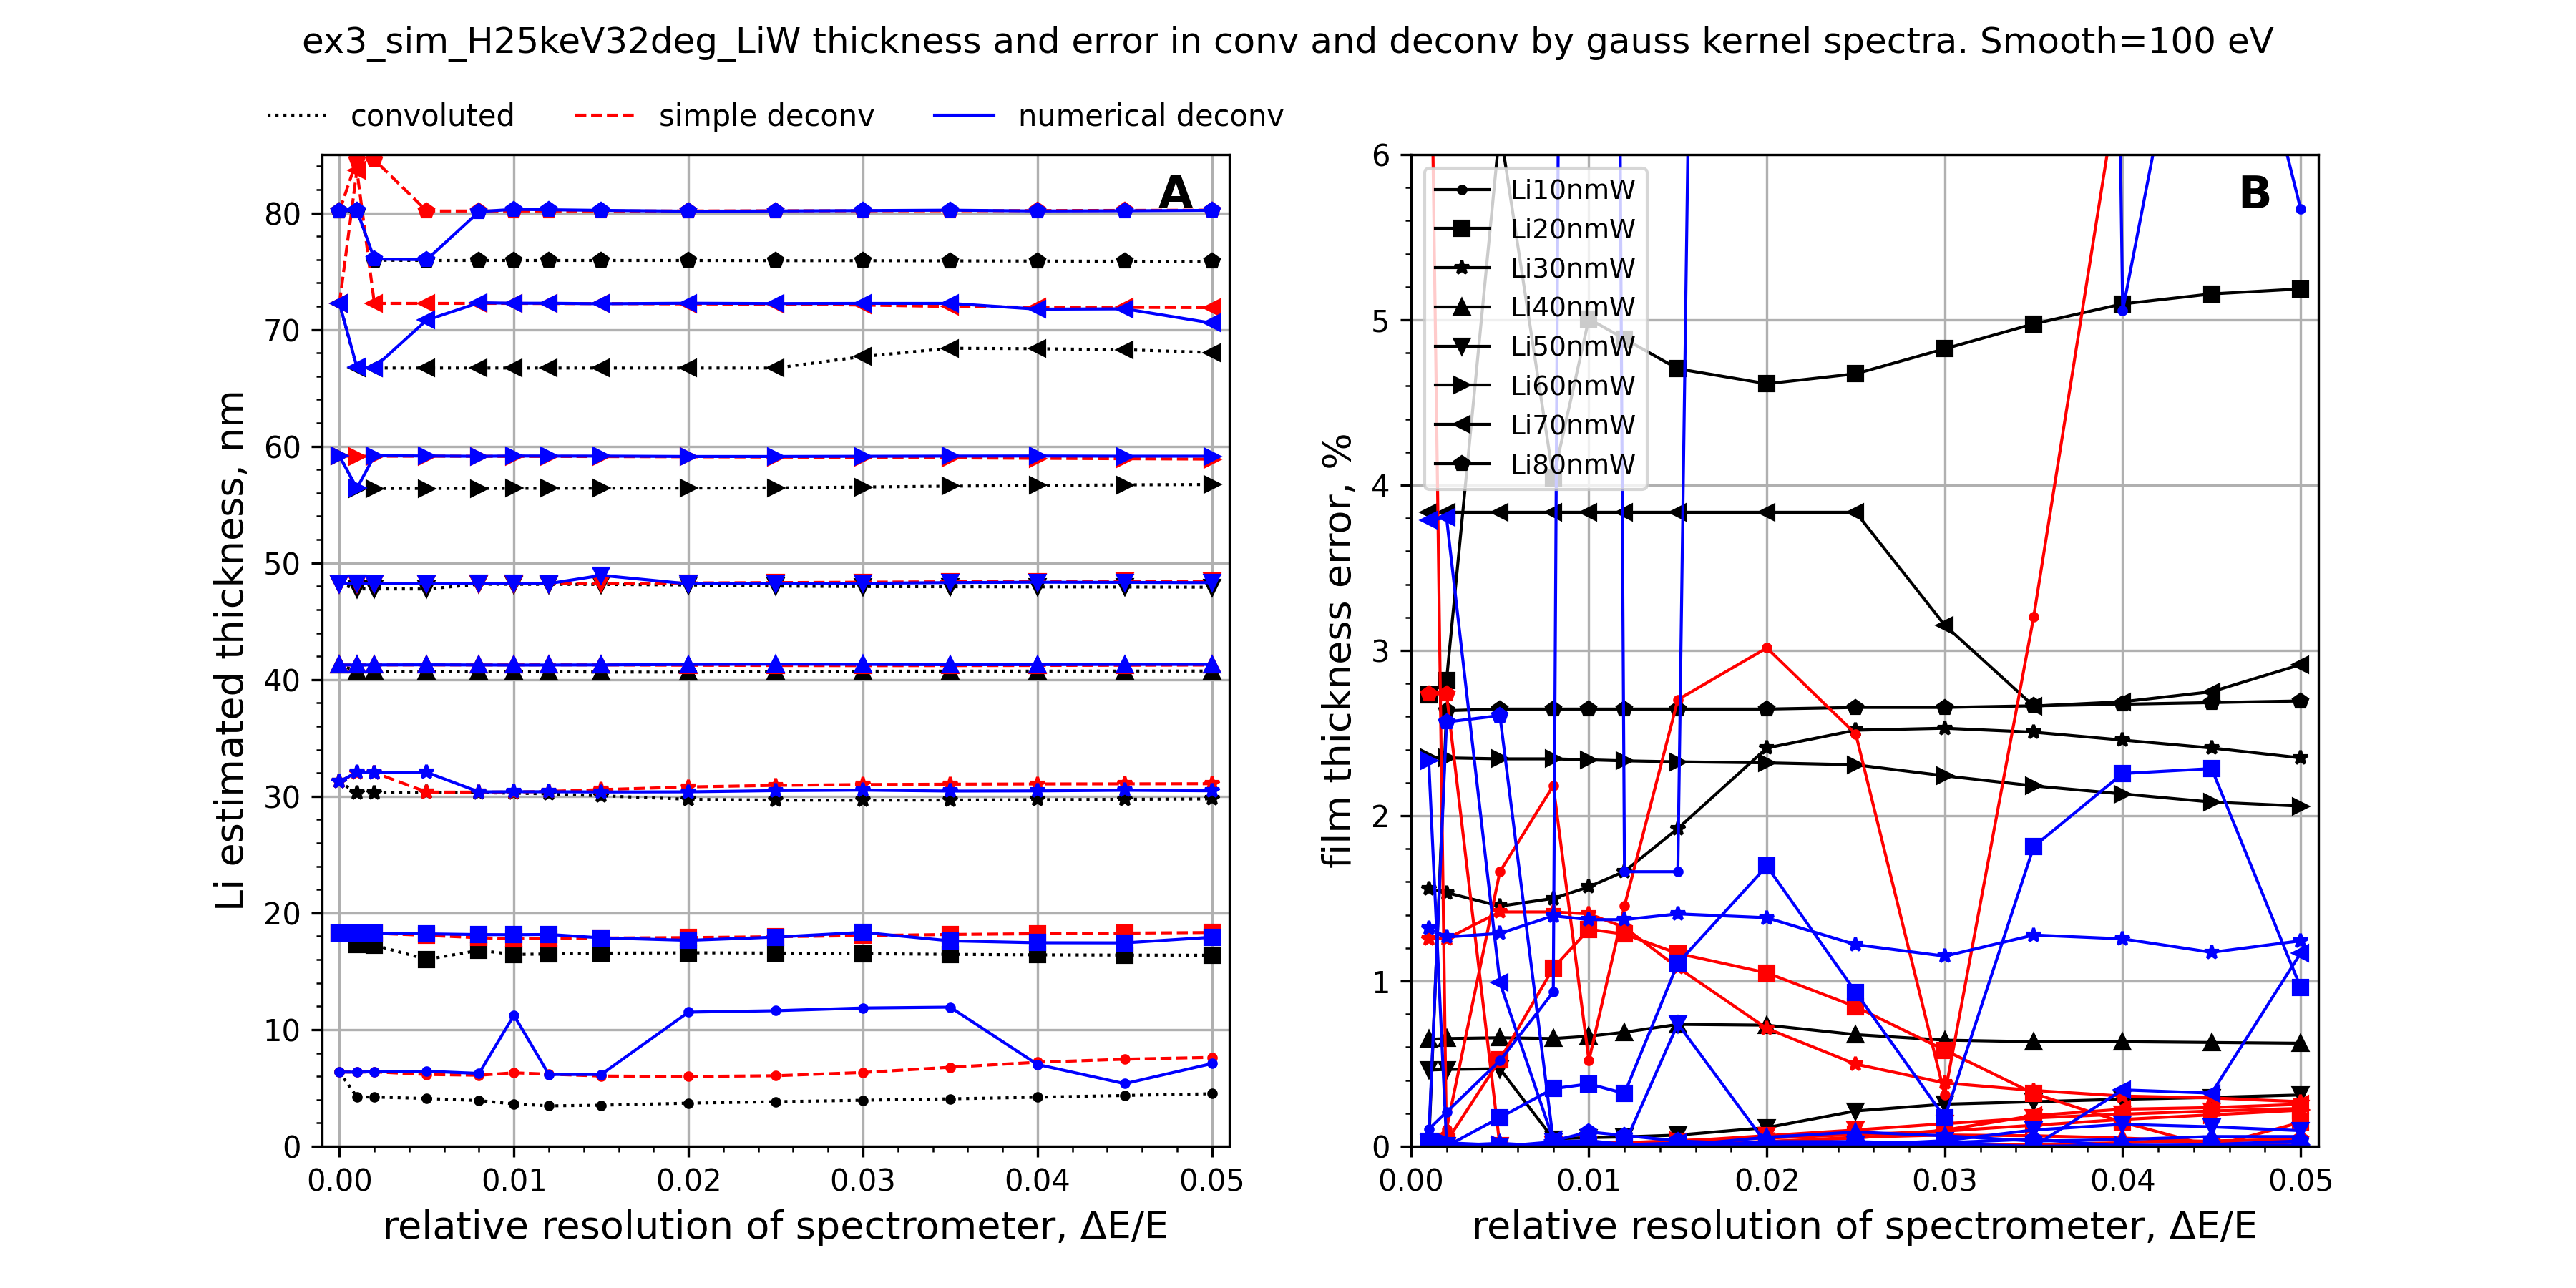 ex3_sim_H25keV32deg_LiW thickness and error in conv and deconv by gauss kernel spectra. Smooth=100 eV
convoluted simple deconv numerical deconv
A
Li estimated thickness, nm
80
70
60
50
40
30
20
10
0
0.00 0.01 0.02 0.03 0.04 0.05
relative resolution of spectrometer, ΔE/E
B
film thickness error, %
6
5
4
3
2
1
0
Li10nmW
Li20nmW
Li30nmW
Li40nmW
Li50nmW
Li60nmW
Li70nmW
Li80nmW
0.00 0.01 0.02 0.03 0.04 0.05
relative resolution of spectrometer, ΔE/E